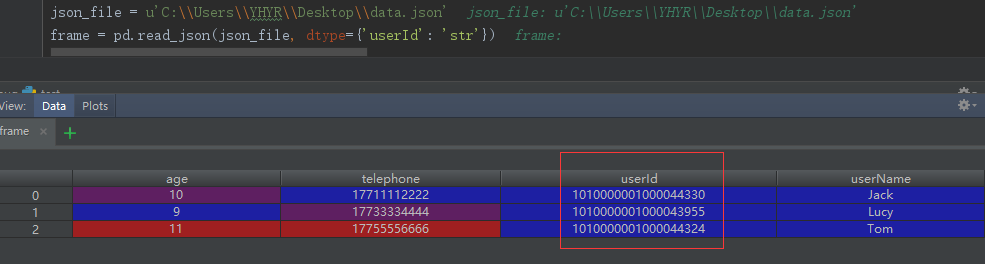 json_file = u'C:\\Users\\YHYR\\Desktop\\data.json'  json_file: u'C:\\Users\\YHYR\\Desktop\\data.json'
frame = pd.read_json(json_file, dtype={'userId': 'str'})  frame:
View: Data Plots
frame × +
age telephone userId userName
0 10 17711112222 1010000001000044330 Jack
1 9 17733334444 1010000001000043955 Lucy
2 11 17755556666 1010000001000044324 Tom